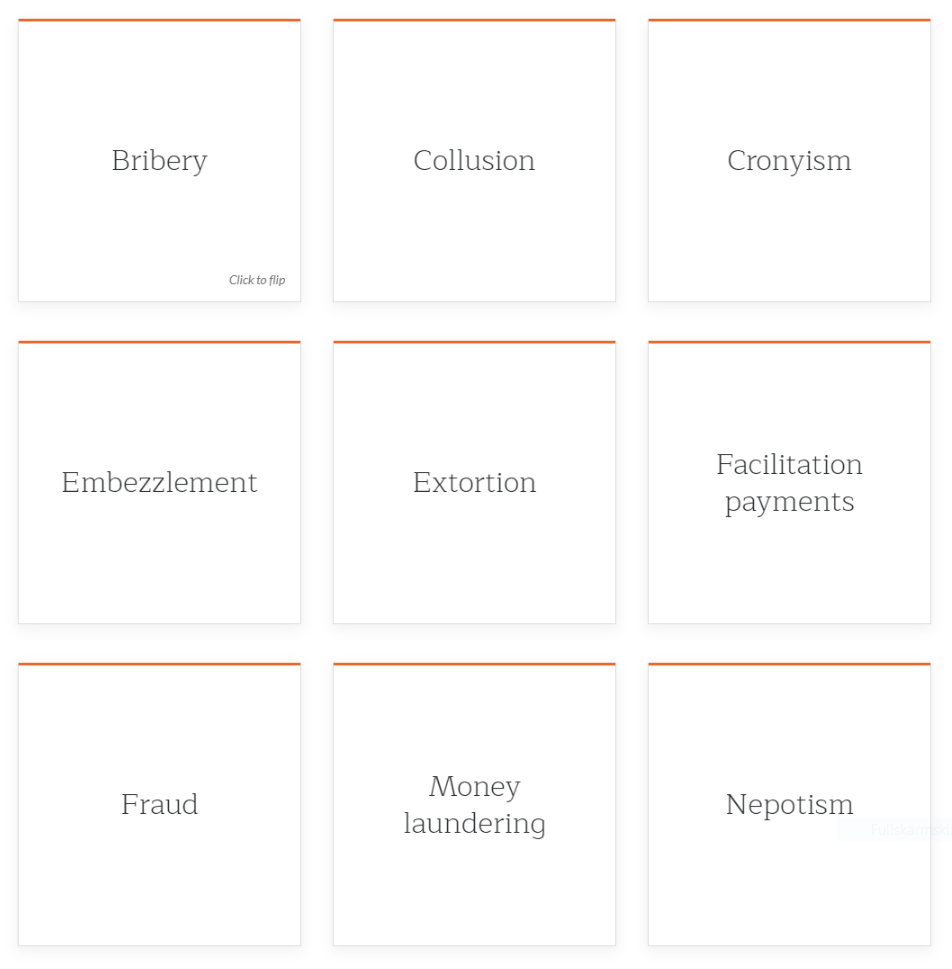 Bribery
Collusion
Cronyism
Click to flip
Embezzlement
Extortion
Facilitation
payments
Fraud
Money
laundering
Nepotism